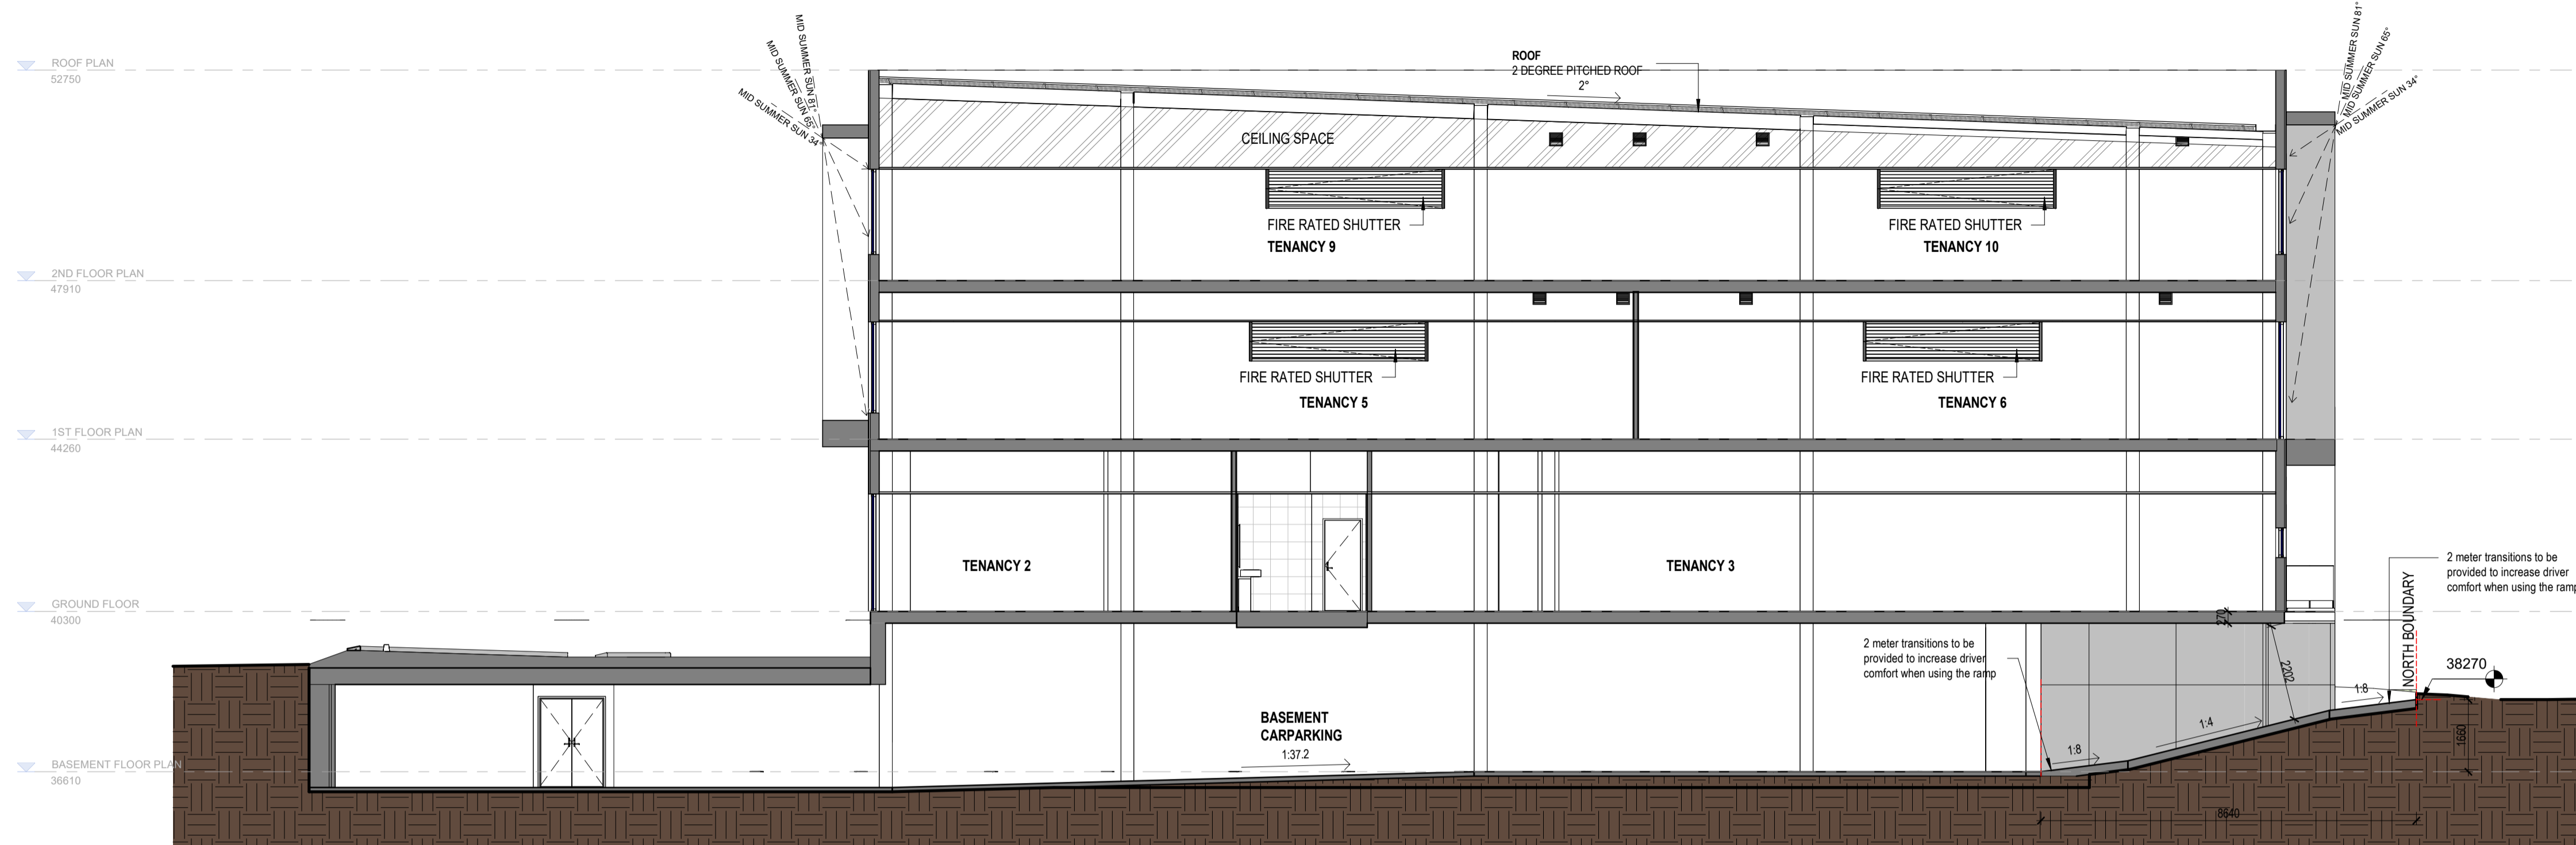 ROOF PLAN
52750
MID SUMMER SUN 81°
MID SUMMER SUN 65°
MID SUMMER SUN 34°
ROOF
2 DEGREE PITCHED ROOF
2°
MID SUMMER SUN 81°
MID SUMMER SUN 65°
MID SUMMER SUN 34°
CEILING SPACE
FIRE RATED SHUTTER
TENANCY 9
FIRE RATED SHUTTER
TENANCY 10
2ND FLOOR PLAN
47910
FIRE RATED SHUTTER
TENANCY 5
FIRE RATED SHUTTER
TENANCY 6
1ST FLOOR PLAN
44260
TENANCY 2
TENANCY 3
2 meter transitions to be
provided to increase driver
comfort when using the ramp
GROUND FLOOR
40300
270
2 meter transitions to be
provided to increase driver
comfort when using the ramp
2202
NORTH BOUNDARY
38270
1:8
1:4
1:8
1660
BASEMENT
CARPARKING
1:37.2
BASEMENT FLOOR PLAN
36610
8640